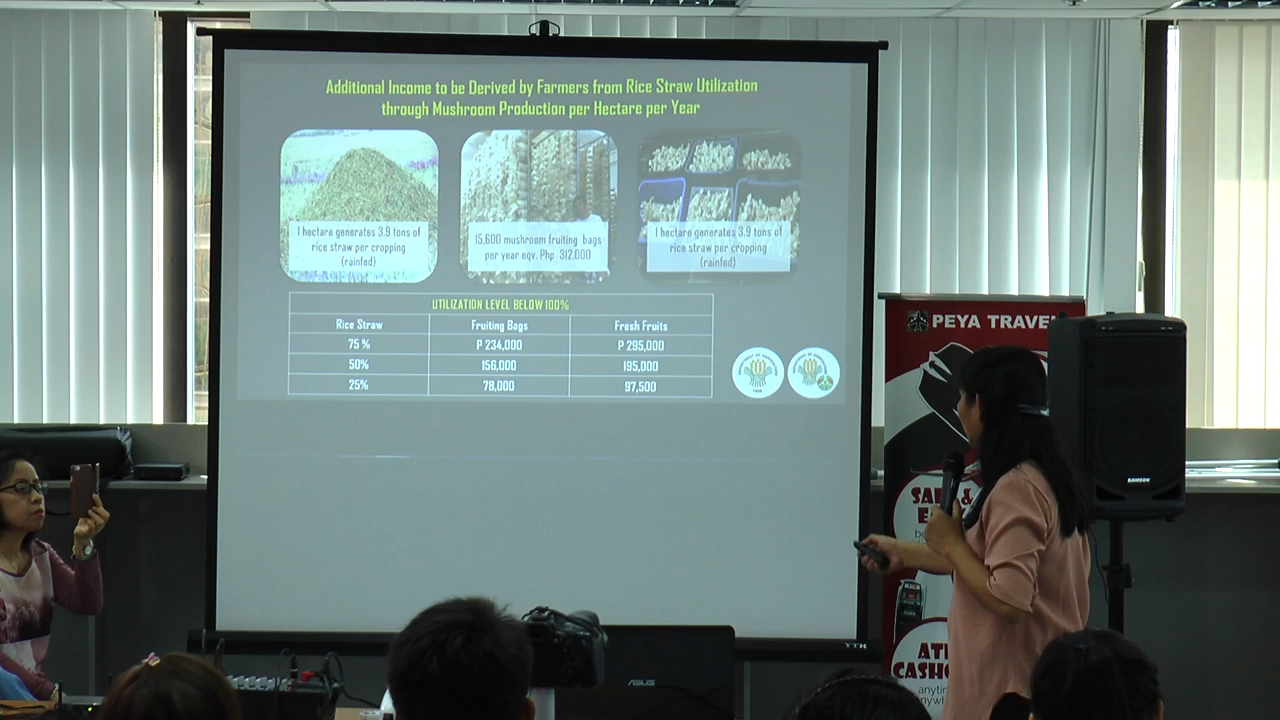 Additional Income to be Derived by Farmers from Rice Straw Utilization
through Mushroom Production per Hectare per Year
1 hectare generates 3.9 tons of
rice straw per cropping
(rainfed)
15,600 mushroom fruiting bags
per year eqv. Php 312,000
1 hectare generates 3.9 tons of
rice straw per cropping
(rainfed)
UTILIZATION LEVEL BELOW 100%
Rice Straw Fruiting Bags Fresh Fruits
75 % P 234,000 P 295,000
50% 156,000 195,000
25% 78,000 97,500
PEYA TRAVEL
SAMSON
YTK
ASUS